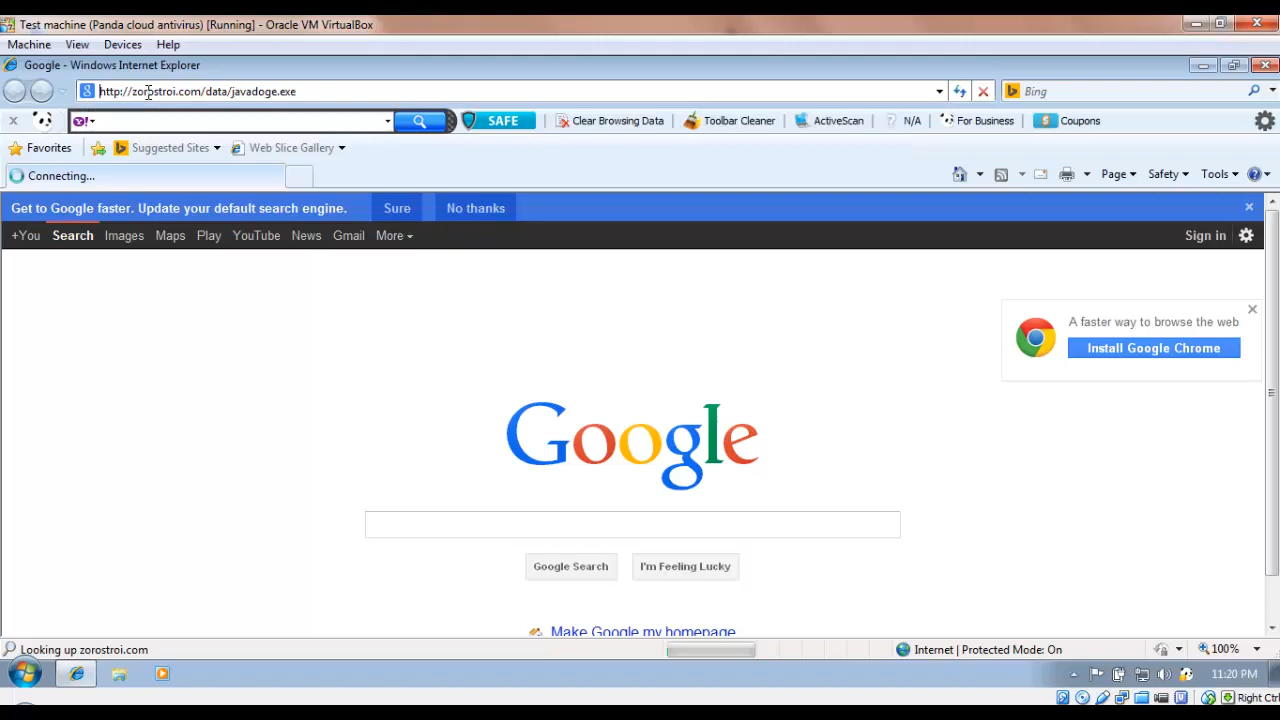 Test machine (Panda cloud antivirus) [Running] - Oracle VM VirtualBox
Machine View Devices Help
Google - Windows Internet Explorer
http://zorostroi.com/data/javadoge.exe
Bing
Y! SAFE Clear Browsing Data Toolbar Cleaner ActiveScan ? N/A For Business Coupons
Favorites Suggested Sites Web Slice Gallery
Connecting...
Page Safety Tools
Get to Google faster. Update your default search engine. Sure No thanks
+You Search Images Maps Play YouTube News Gmail More Sign in
A faster way to browse the web
Install Google Chrome
Google
Google Search I'm Feeling Lucky
Make Google my homepage
Looking up zorostroi.com Internet | Protected Mode: On 100%
11:20 PM
Right Ctrl